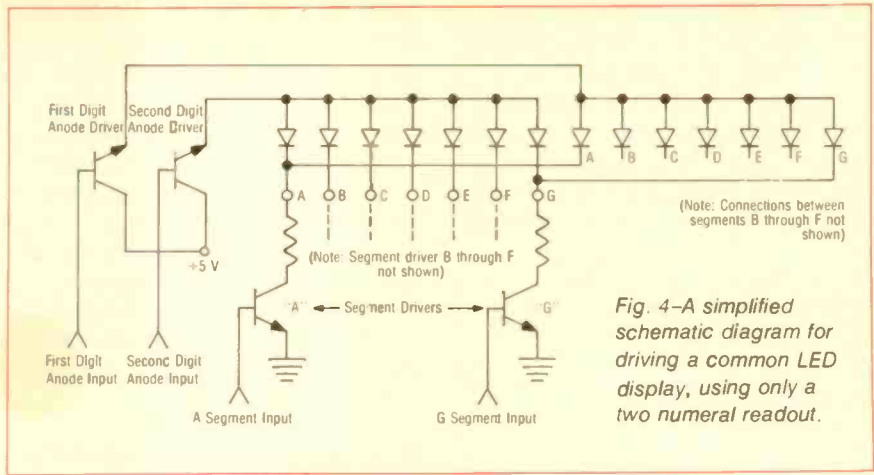 First Digit Second Digit
Anode Driver Anode Driver
A B C D E F G
A B C D E F G
(Note: Connections between
segments B through F not
shown)
+5 V
(Note: Segment driver B through F
not shown)
"A" Segment Drivers "G"
First Digit Second Digit
Anode Input Anode Input
A Segment Input G Segment Input
Fig. 4–A simplified
schematic diagram for
driving a common LED
display, using only a
two numeral readout.